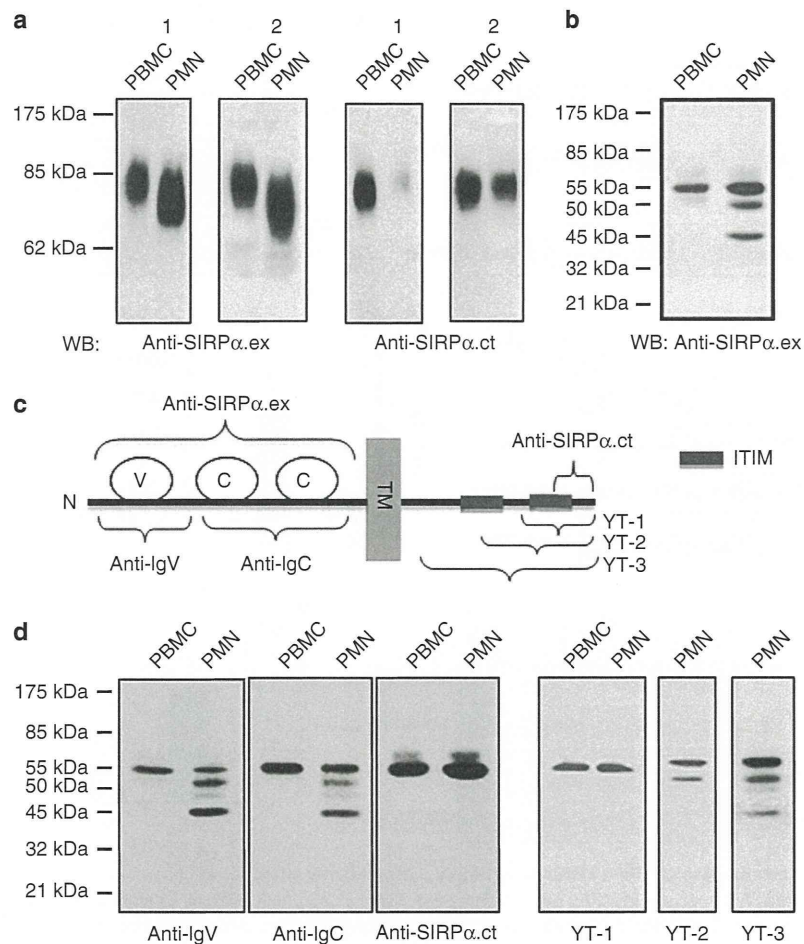 a
b
1 2 1 2
PBMC PMN PBMC PMN PBMC PMN PBMC PMN
PBMC PMN
175 kDa
85 kDa
62 kDa
WB: Anti-SIRPα.ex Anti-SIRPα.ct
175 kDa
85 kDa
55 kDa
50 kDa
45 kDa
32 kDa
21 kDa
WB: Anti-SIRPα.ex
c
Anti-SIRPα.ex
Anti-SIRPα.ct
ITIM
N V C C TM
YT-1
YT-2
YT-3
Anti-IgV Anti-IgC
d
PBMC PMN PBMC PMN PBMC PMN PBMC PMN PMN PMN
175 kDa
85 kDa
55 kDa
50 kDa
45 kDa
32 kDa
21 kDa
Anti-IgV Anti-IgC Anti-SIRPα.ct YT-1 YT-2 YT-3